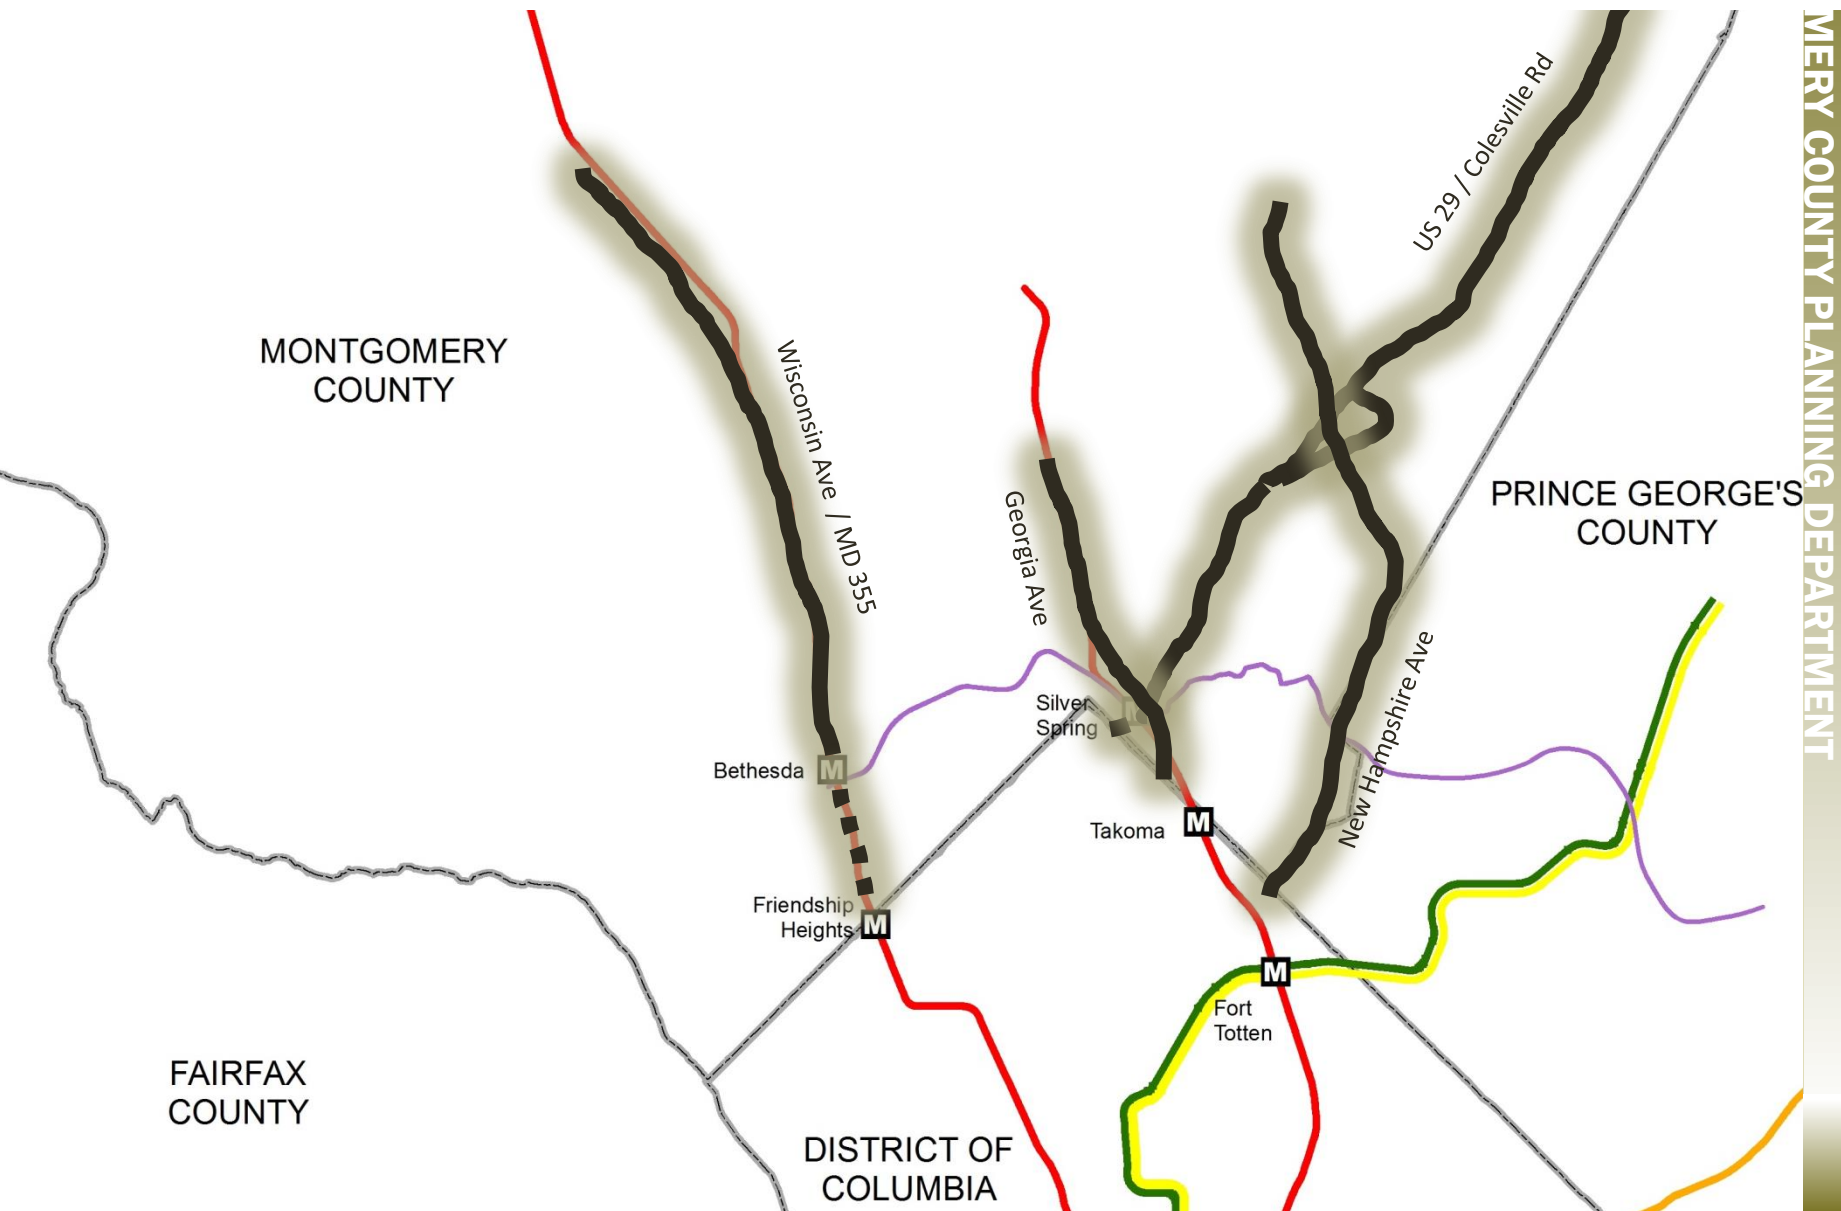 US 29 / Colesville Rd
MONTGOMERY
COUNTY
Wisconsin Ave / MD 355
Georgia Ave
PRINCE GEORGE'S
COUNTY
New Hampshire Ave
Silver
Spring
M
Bethesda
M
Takoma
M
Friendship
Heights
M
M
Fort
Totten
FAIRFAX
COUNTY
DISTRICT OF
COLUMBIA
MERY COUNTY PLANNING DEPARTMENT